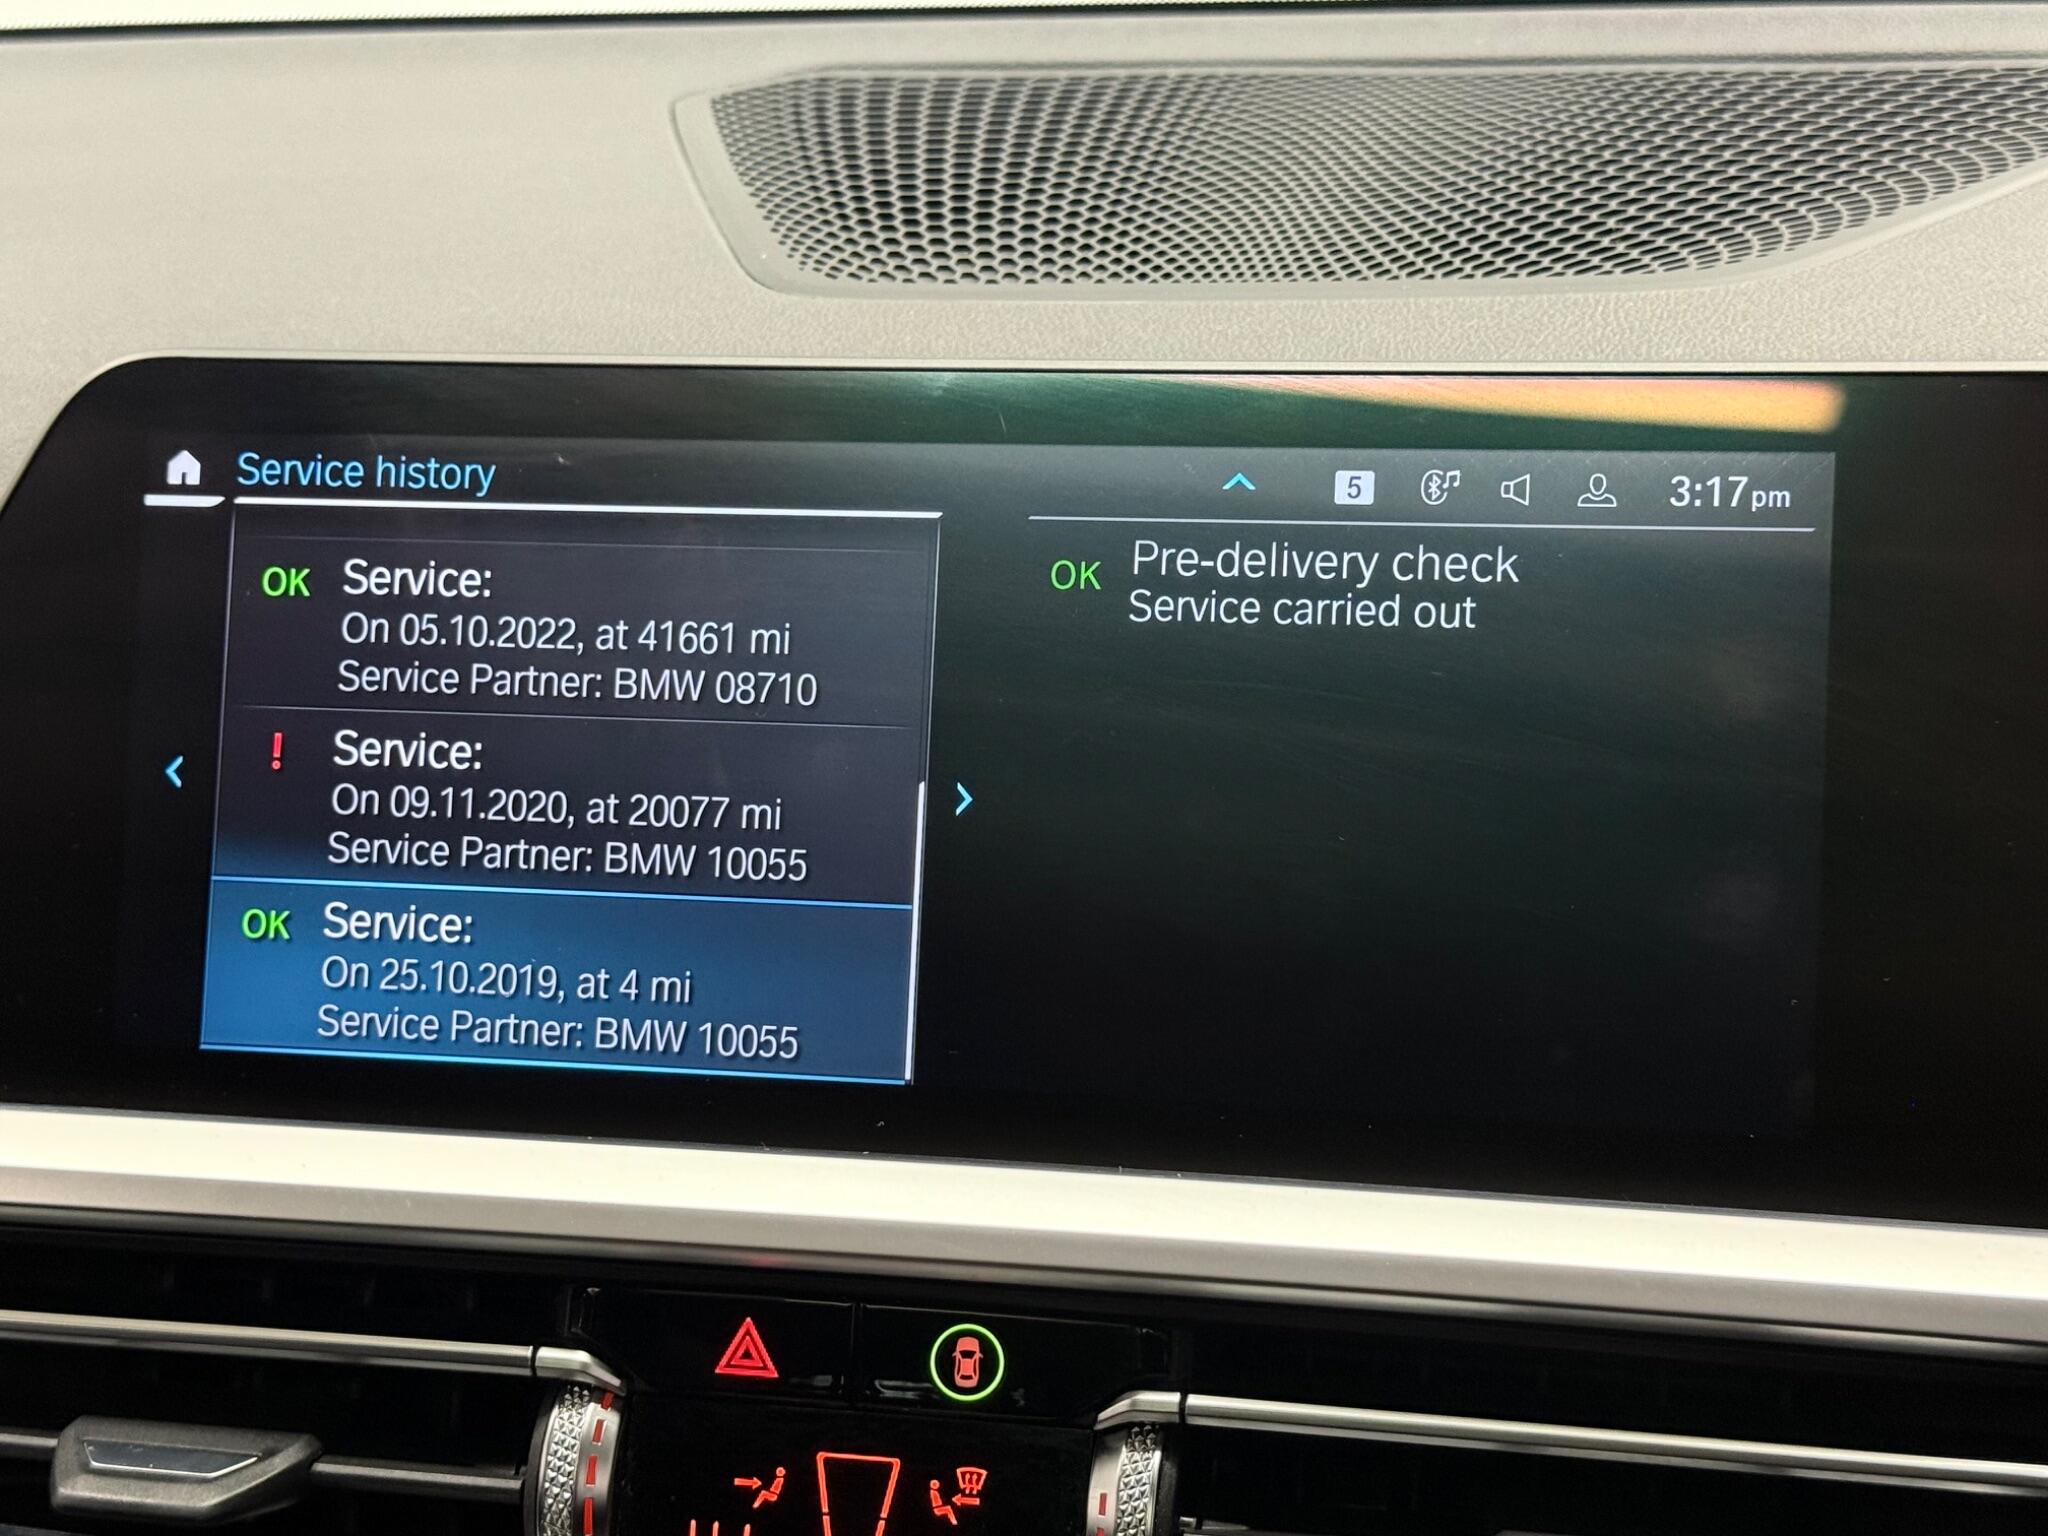 Service history
5
3:17pm
OK Service:
On 05.10.2022, at 41661 mi
Service Partner: BMW 08710
! Service:
On 09.11.2020, at 20077 mi
Service Partner: BMW 10055
OK Service:
On 25.10.2019, at 4 mi
Service Partner: BMW 10055
OK Pre-delivery check
Service carried out